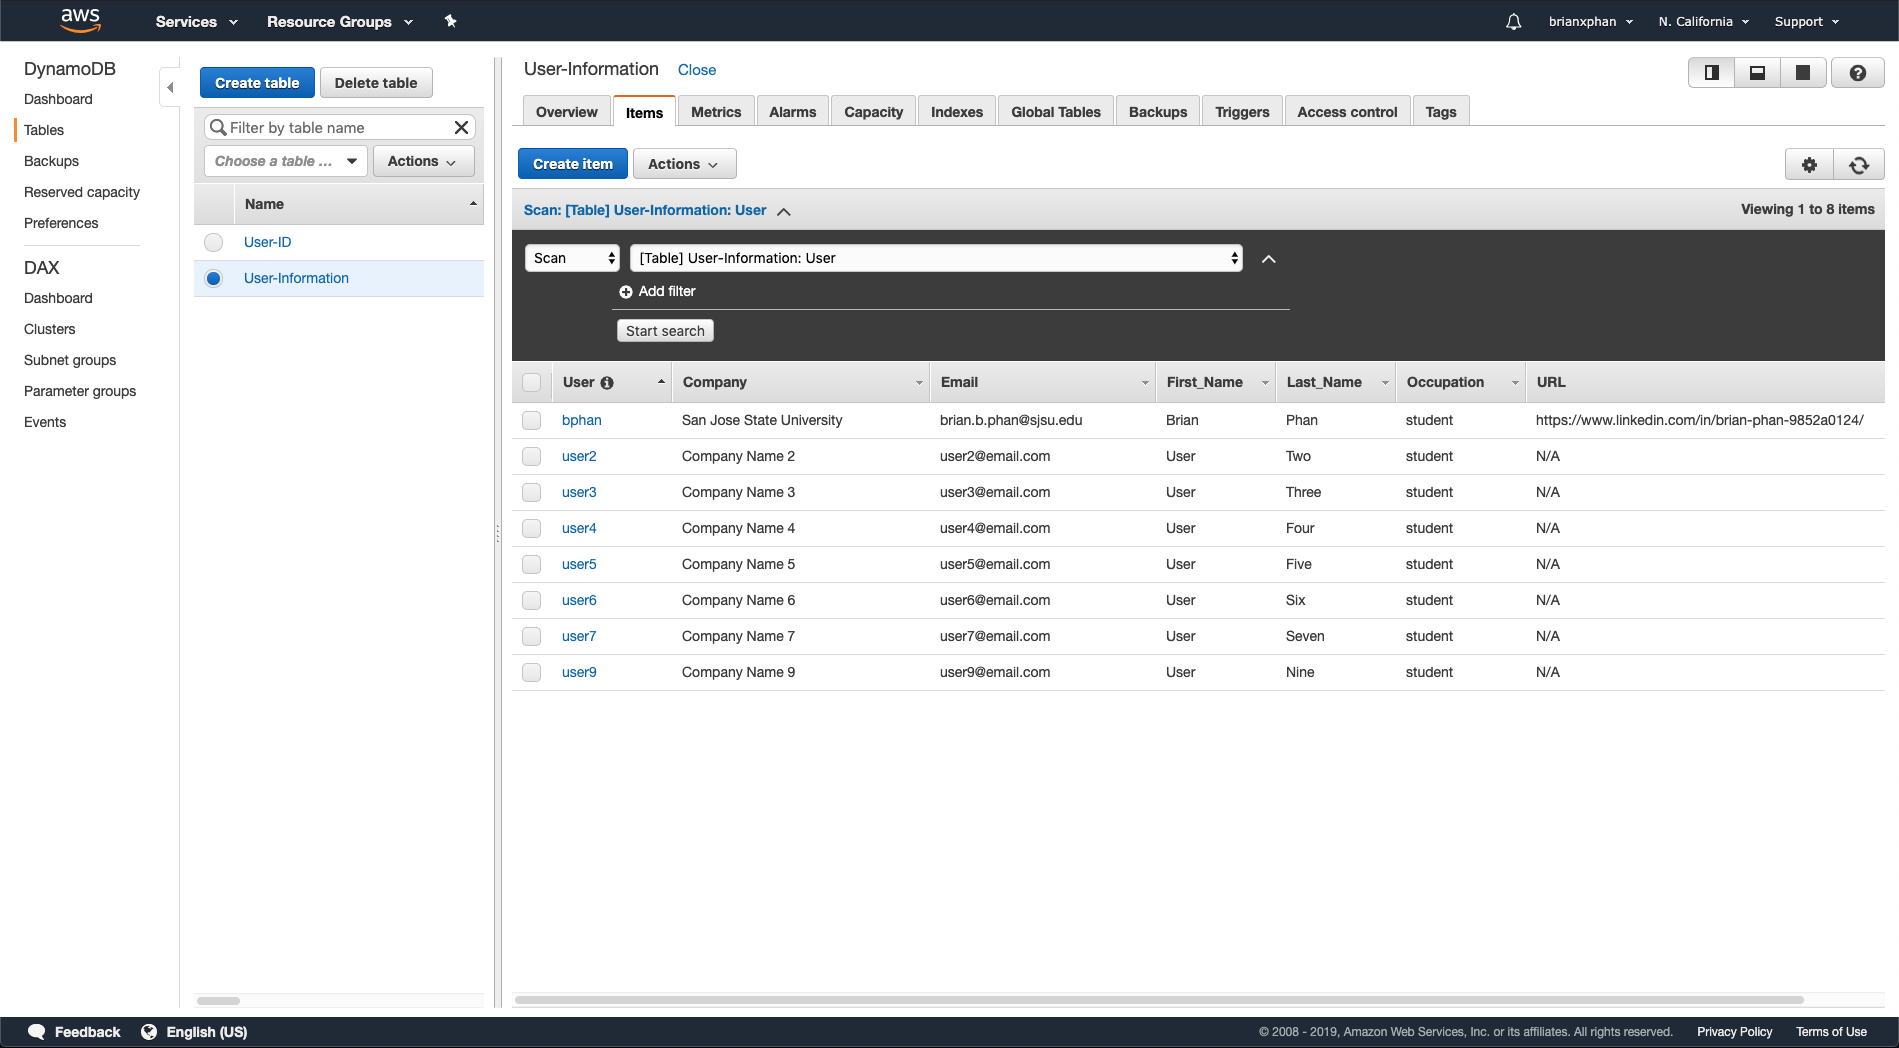 aws Services Resource Groups brianxphan N. California Support
DynamoDB
Dashboard
Tables
Backups
Reserved capacity
Preferences
DAX
Dashboard
Clusters
Subnet groups
Parameter groups
Events
Create table Delete table
Filter by table name
Choose a table ... Actions
Name
User-ID
User-Information
User-Information Close
Overview Items Metrics Alarms Capacity Indexes Global Tables Backups Triggers Access control Tags
Create item Actions
Scan: [Table] User-Information: User Viewing 1 to 8 items
Scan [Table] User-Information: User
Add filter
Start search
User Company Email First_Name Last_Name Occupation URL
bphan San Jose State University brian.b.phan@sjsu.edu Brian Phan student https://www.linkedin.com/in/brian-phan-9852a0124/
user2 Company Name 2 user2@email.com User Two student N/A
user3 Company Name 3 user3@email.com User Three student N/A
user4 Company Name 4 user4@email.com User Four student N/A
user5 Company Name 5 user5@email.com User Five student N/A
user6 Company Name 6 user6@email.com User Six student N/A
user7 Company Name 7 user7@email.com User Seven student N/A
user9 Company Name 9 user9@email.com User Nine student N/A
Feedback English (US) © 2008 - 2019, Amazon Web Services, Inc. or its affiliates. All rights reserved. Privacy Policy Terms of Use